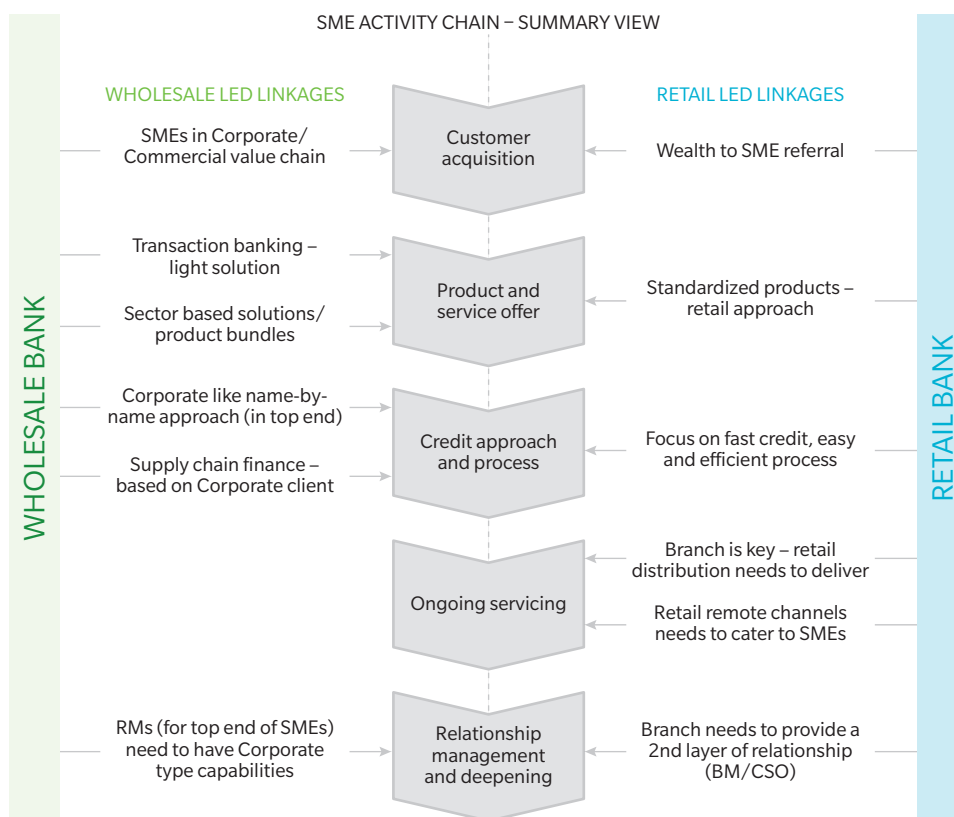 SME ACTIVITY CHAIN – SUMMARY VIEW
WHOLESALE LED LINKAGES
RETAIL LED LINKAGES
SMEs in Corporate/
Commercial value chain
Customer
acquisition
Wealth to SME referral
Transaction banking –
light solution
Sector based solutions/
product bundles
Product and
service offer
Standardized products –
retail approach
Corporate like name-by-
name approach (in top end)
Supply chain finance –
based on Corporate client
Credit approach
and process
Focus on fast credit, easy
and efficient process
Ongoing servicing
Branch is key – retail
distribution needs to deliver
Retail remote channels
needs to cater to SMEs
RMs (for top end of SMEs)
need to have Corporate
type capabilities
Relationship
management
and deepening
Branch needs to provide a
2nd layer of relationship
(BM/CSO)
WHOLESALE BANK
RETAIL BANK